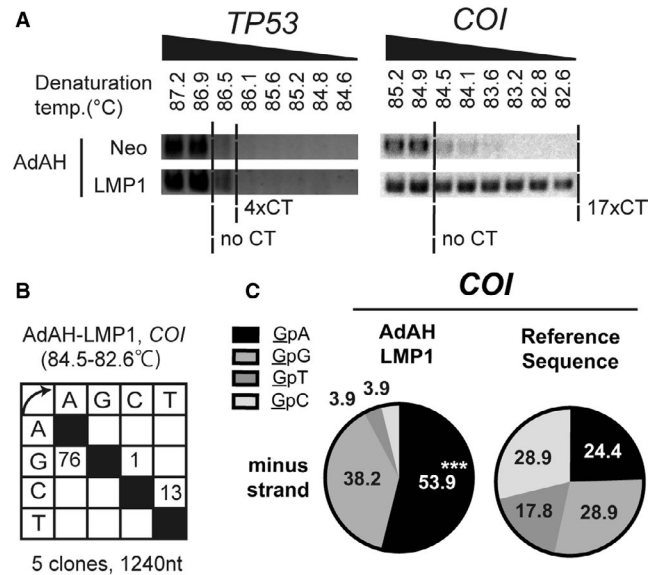 A
TP53
COI
Denaturation temp.(°C)
87.2 86.9 86.5 86.1 85.6 85.2 84.8 84.6
85.2 84.9 84.5 84.1 83.6 83.2 82.8 82.6
AdAH
Neo
LMP1
4xCT
no CT
17xCT
no CT
B
AdAH-LMP1, COI
(84.5-82.6℃)
A G C T
A
G 76 1
C 13
T
5 clones, 1240nt
C
COI
GpA
GpG
GpT
GpC
AdAH
LMP1
Reference
Sequence
minus
strand
3.9 3.9
38.2
***
53.9
24.4
28.9
17.8
28.9